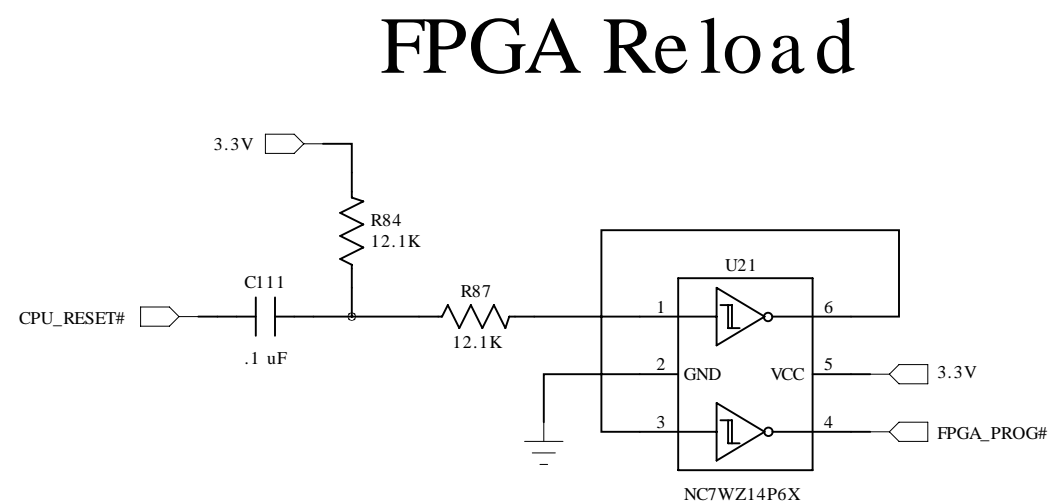 FPGA Reload
3.3V
R84
12.1K
C111
.1 uF
CPU_RESET#
R87
12.1K
U21
1
6
2
GND
VCC
5
3.3V
3
4
FPGA_PROG#
NC7WZ14P6X